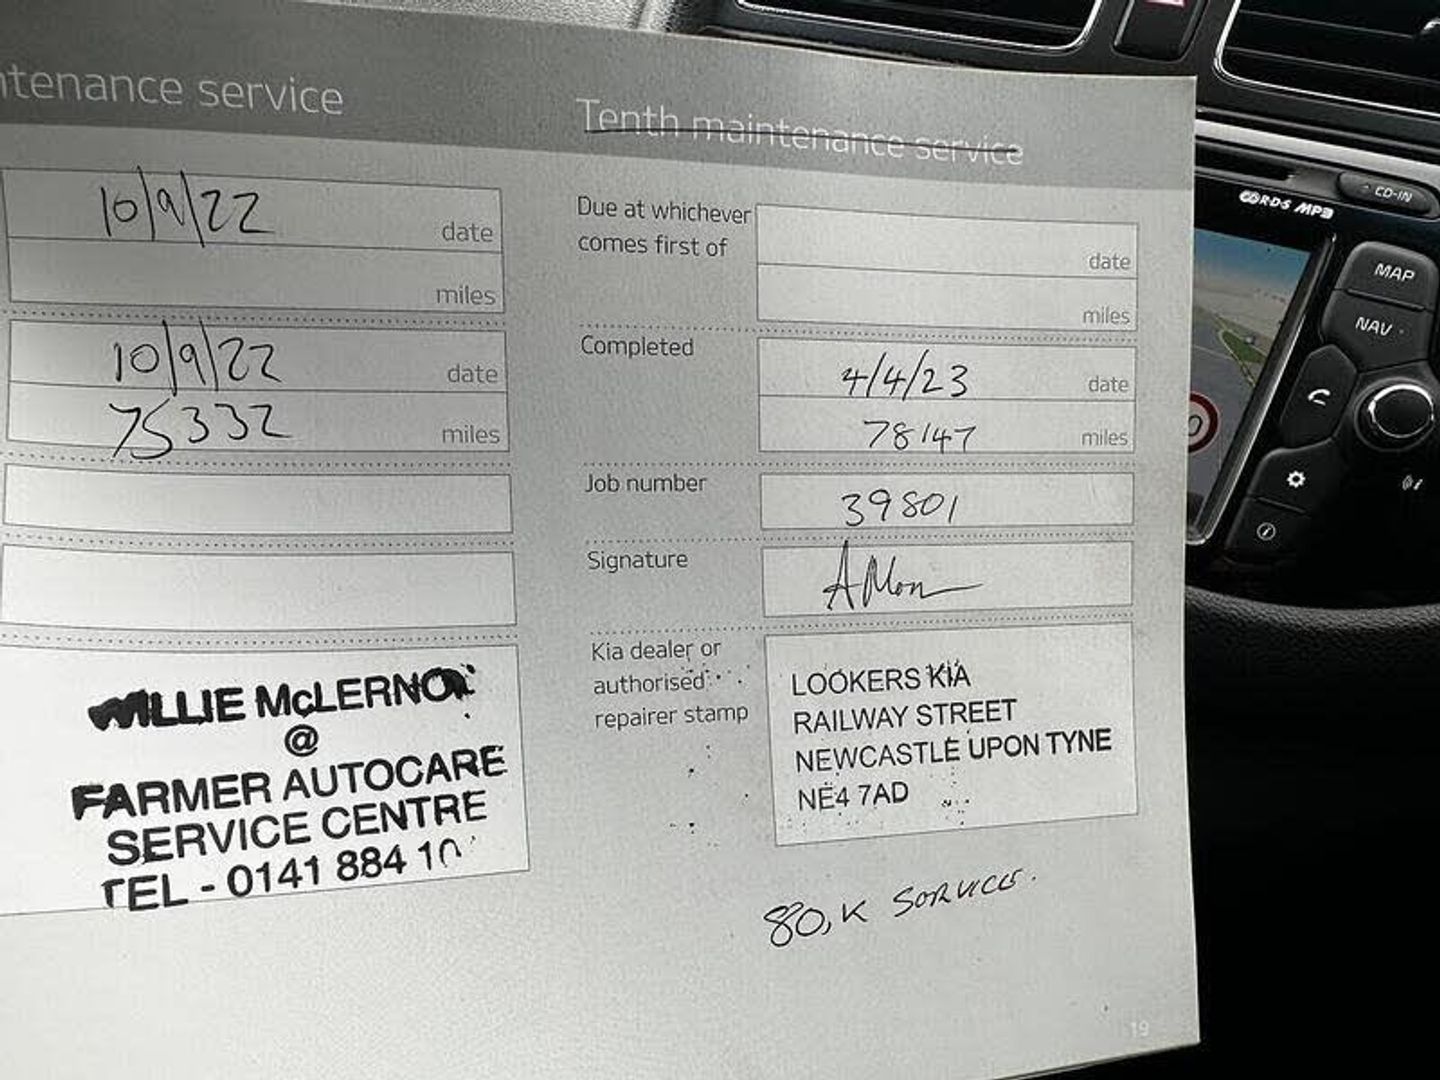 ntenance service
10/9/22 date
miles
10/9/22 date
75332 miles
WILLIE McLERNON
@
FARMER AUTOCARE
SERVICE CENTRE
TEL - 0141 884 10
Tenth maintenance service
Due at whichever
comes first of
date
miles
Completed
4/4/23 date
78147 miles
Job number
39801
Signature
Kia dealer or
authorised
repairer stamp
LOOKERS KIA
RAILWAY STREET
NEWCASTLE UPON TYNE
NE4 7AD
80,K SERVICE.
19
RDS MP3
CD-IN
MAP
NAV